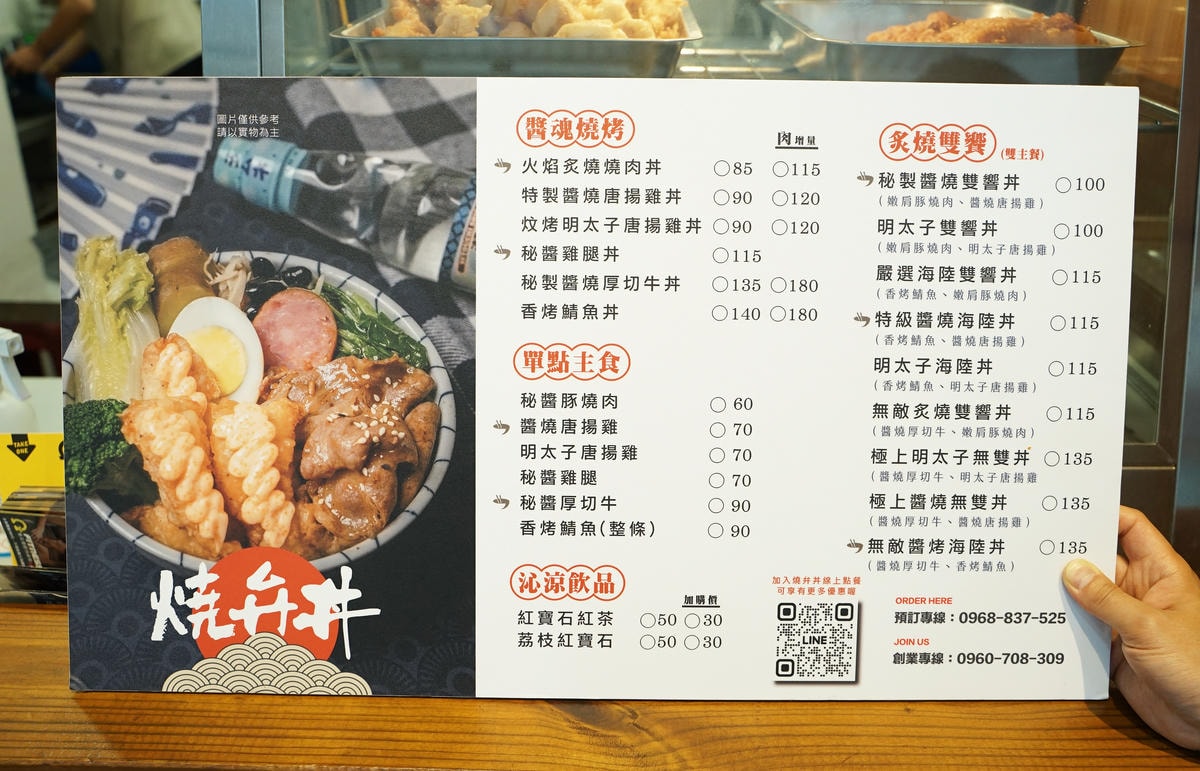 圖片僅供參考
請以實物為主
燒弁丼
TAKE ONE
醬魂燒烤
肉增量
火焰炙燒燒肉丼 ○85 ○115
特製醬燒唐揚雞丼 ○90 ○120
炆烤明太子唐揚雞丼 ○90 ○120
秘醬雞腿丼 ○115
秘製醬燒厚切牛丼 ○135 ○180
香烤鯖魚丼 ○140 ○180
單點主食
秘醬豚燒肉 ○ 60
醬燒唐揚雞 ○ 70
明太子唐揚雞 ○ 70
秘醬雞腿 ○ 70
秘醬厚切牛 ○ 90
香烤鯖魚(整條) ○ 90
沁涼飲品
加購價
紅寶石紅茶 ○50 ○30
荔枝紅寶石 ○50 ○30
炙燒雙饗(雙主餐)
秘製醬燒雙響丼 ○100
(嫩肩豚燒肉、醬燒唐揚雞)
明太子雙響丼 ○100
(嫩肩豚燒肉、明太子唐揚雞)
嚴選海陸雙響丼 ○115
(香烤鯖魚、嫩肩豚燒肉)
特級醬燒海陸丼 ○115
(香烤鯖魚、醬燒唐揚雞)
明太子海陸丼 ○115
(香烤鯖魚、明太子唐揚雞)
無敵炙燒雙響丼 ○115
(醬燒厚切牛、嫩肩豚燒肉)
極上明太子無雙丼 ○135
(醬燒厚切牛、明太子唐揚雞
極上醬燒無雙丼 ○135
(醬燒厚切牛、醬燒唐揚雞)
無敵醬烤海陸丼 ○135
(醬燒厚切牛、香烤鯖魚)
加入燒弁丼線上點餐
可享有更多優惠喔
LINE
ORDER HERE
預訂專線：0968-837-525
JOIN US
創業專線：0960-708-309